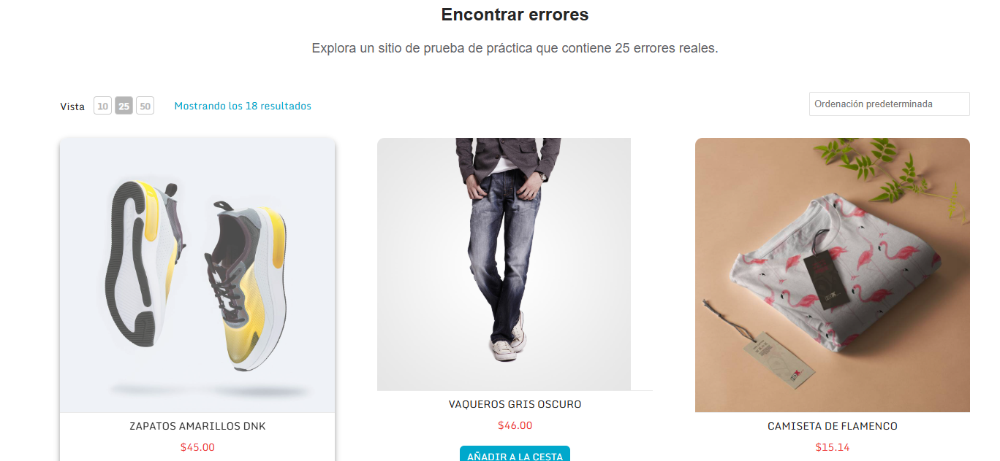 Encontrar errores
Explora un sitio de prueba de práctica que contiene 25 errores reales.
Vista 10 25 50 Mostrando los 18 resultados
Ordenación predeterminada
ZAPATOS AMARILLOS DNK
$45.00
VAQUEROS GRIS OSCURO
$46.00
AÑADIR A LA CESTA
CAMISETA DE FLAMENCO
$15.14